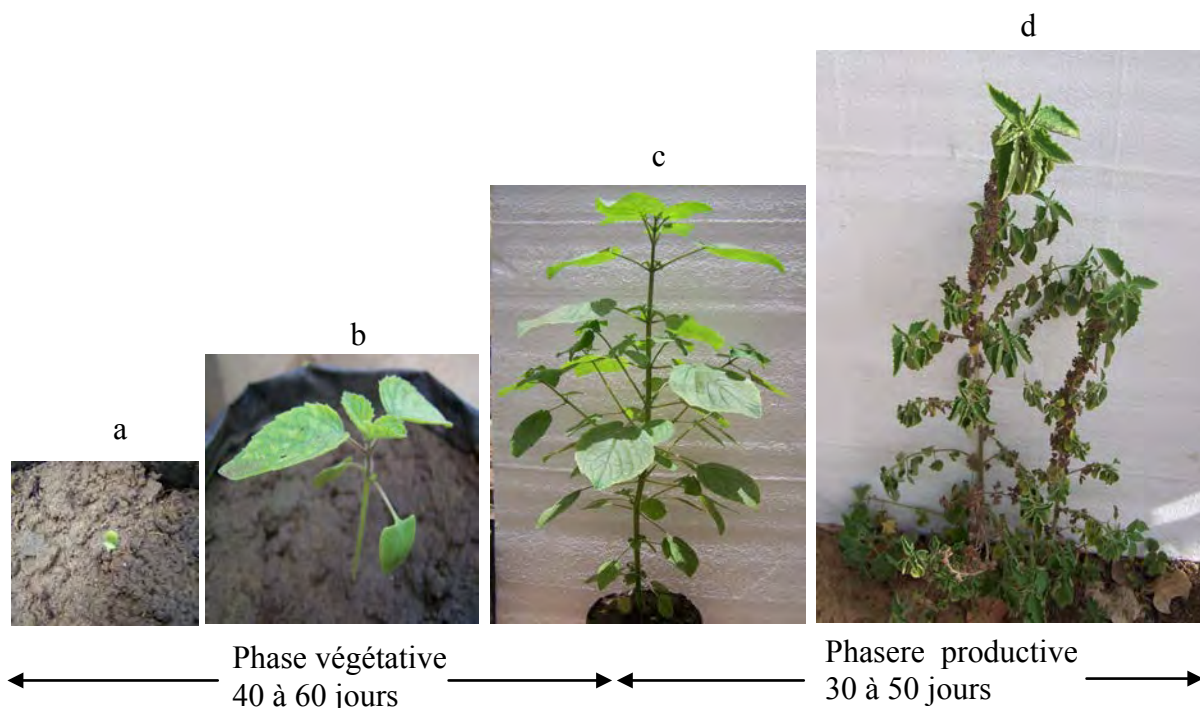 d
c
b
a
Phase végétative
40 à 60 jours
Phasere productive
30 à 50 jours